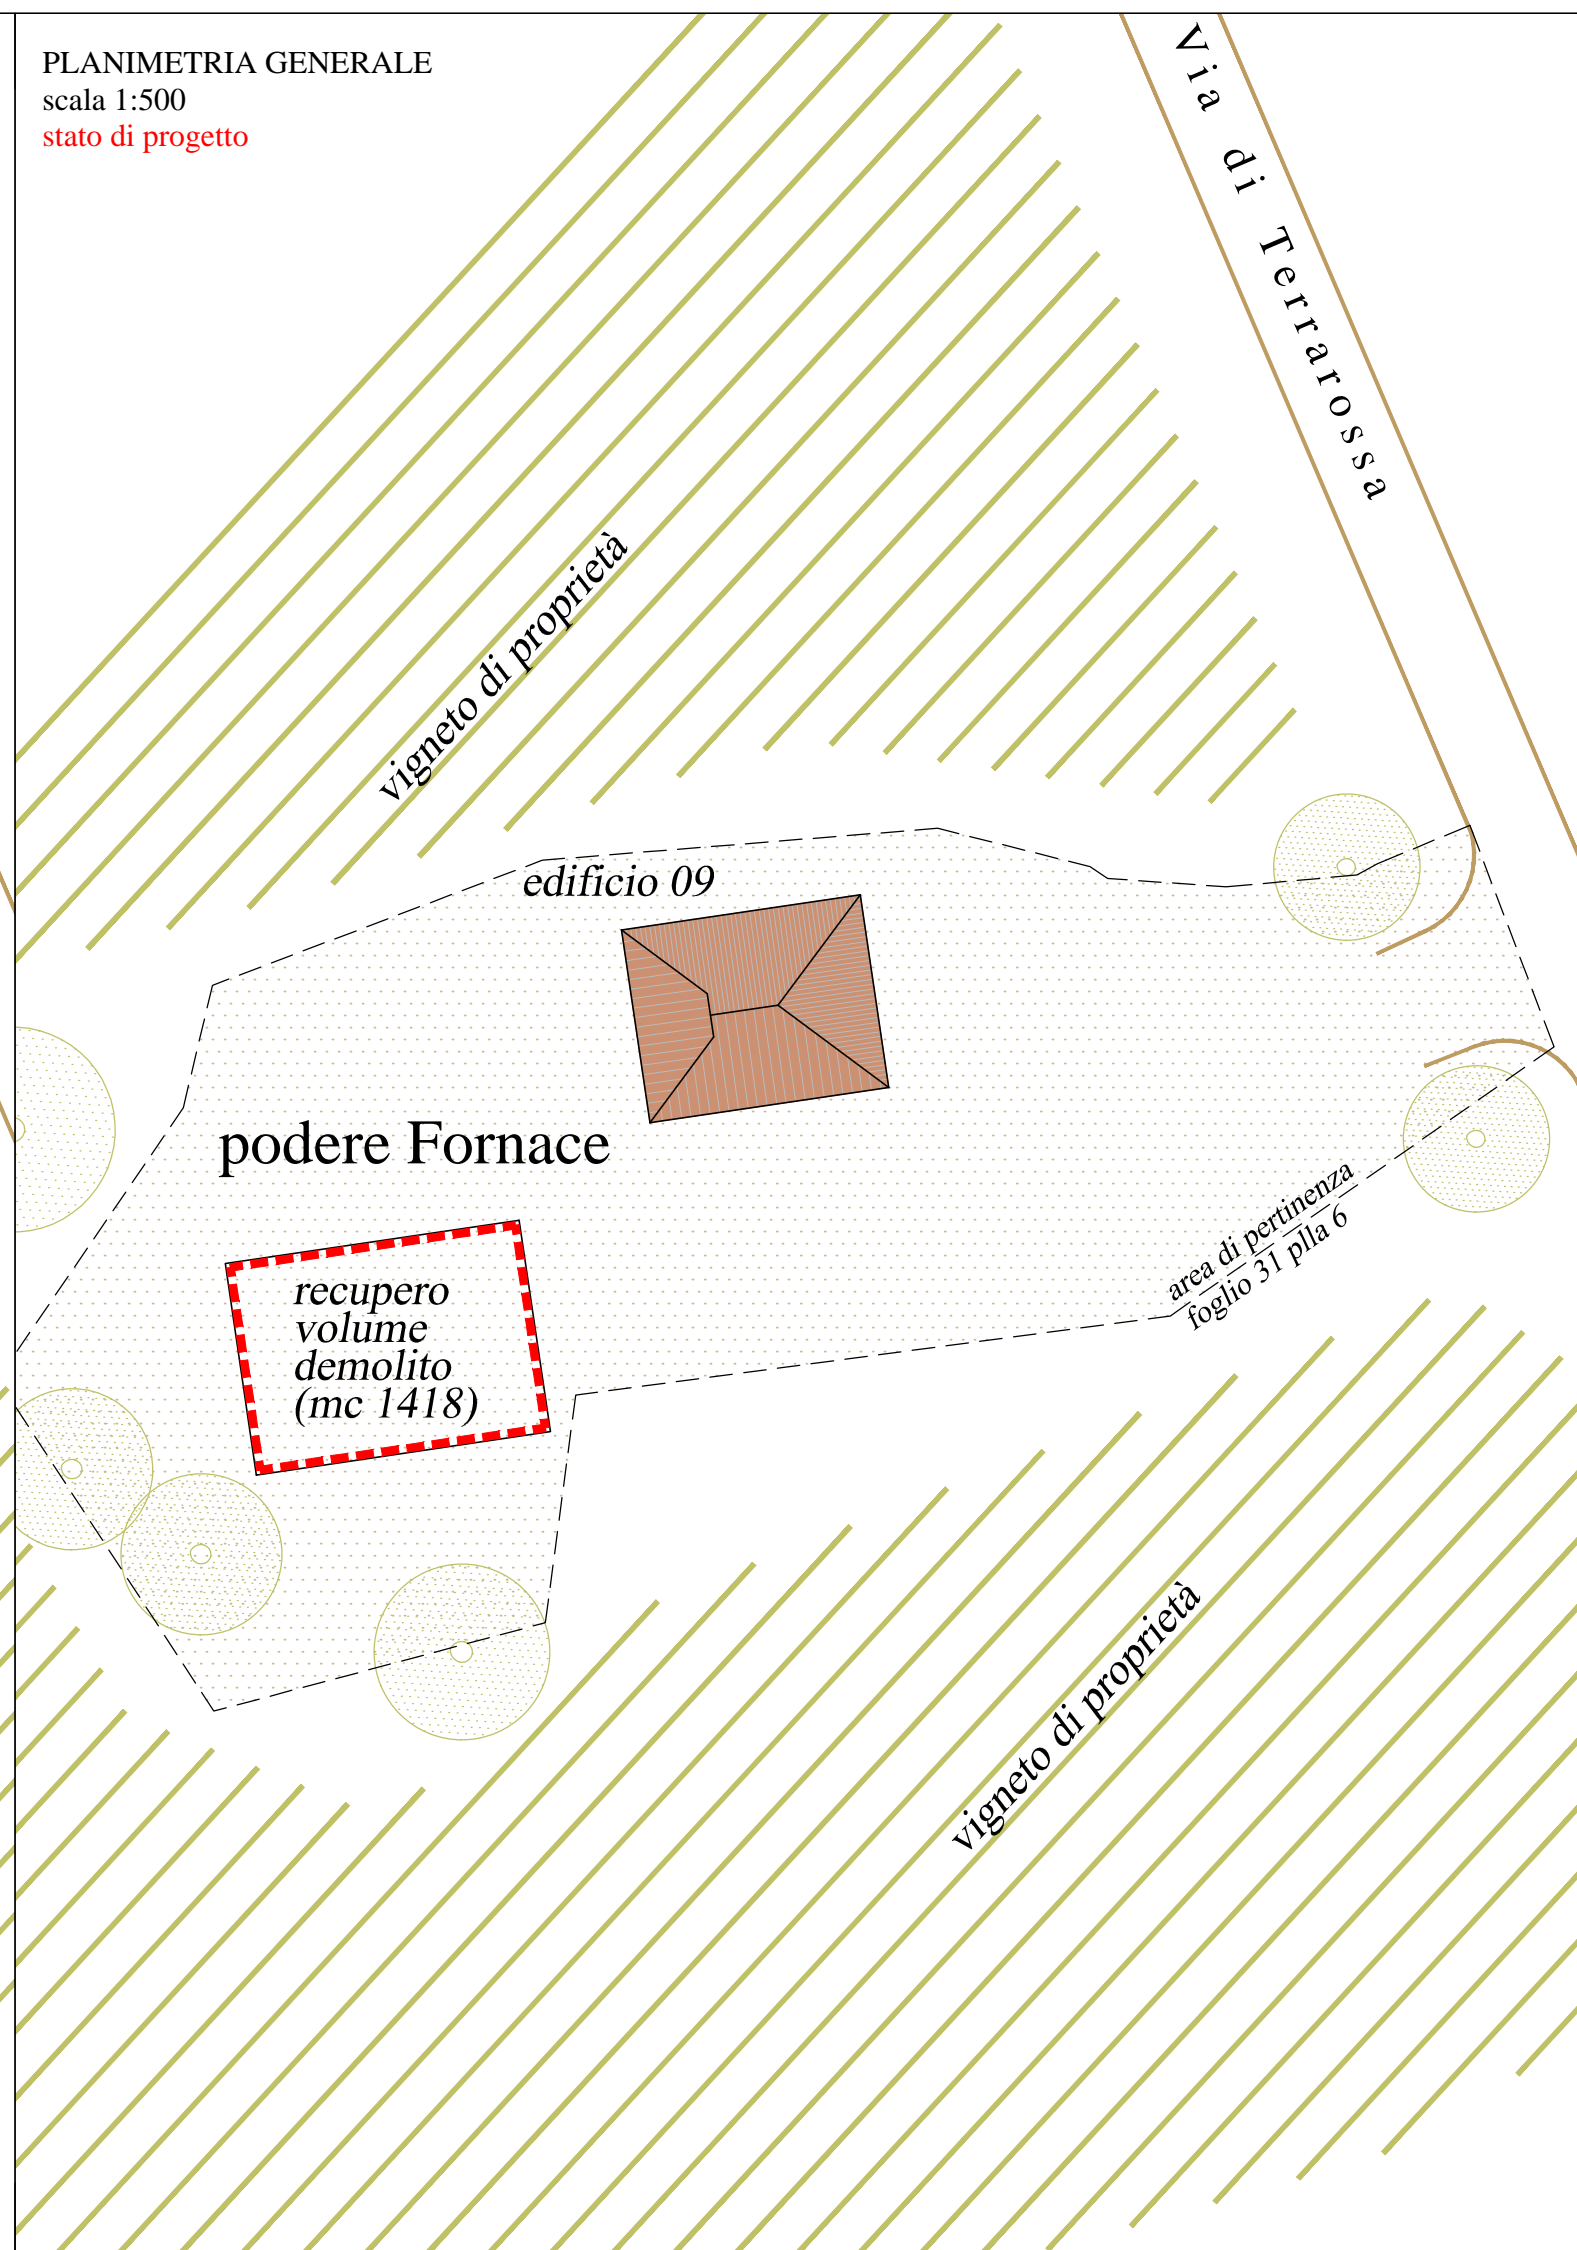 PLANIMETRIA GENERALE
scala 1:500
stato di progetto
Via di Terrarossa
vigneto di proprietà
edificio 09
podere Fornace
area di pertinenza
foglio 31 plla 6
recupero
volume
demolito
(mc 1418)
vigneto di proprietà